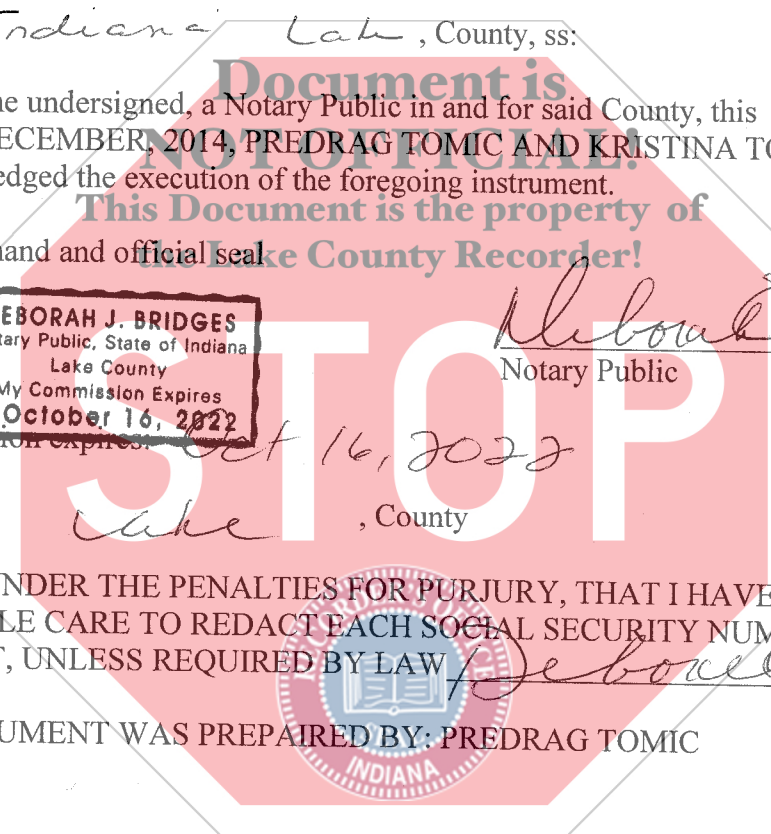 Indiana Lake, County, ss:
Document is
ne undersigned, a Notary Public in and for said County, this
ECEMBER, 2014, PREDRAG TOMIC AND KRISTINA TO
NOT OFFICIAL!
edged the execution of the foregoing instrument.
This Document is the property of
the Lake County Recorder!
hand and official seal
EBORAH J. BRIDGES
tary Public, State of Indiana
Lake County
My Commission Expires
October 16, 2022
Deborah
Notary Public
ion expires: Oct 16, 2022
STOP
Lake, County
NDER THE PENALTIES FOR PURJURY, THAT I HAVE
LE CARE TO REDACT EACH SOCIAL SECURITY NUM
T, UNLESS REQUIRED BY LAW
UMENT WAS PREPAIRED BY: PREDRAG TOMIC
INDIANA